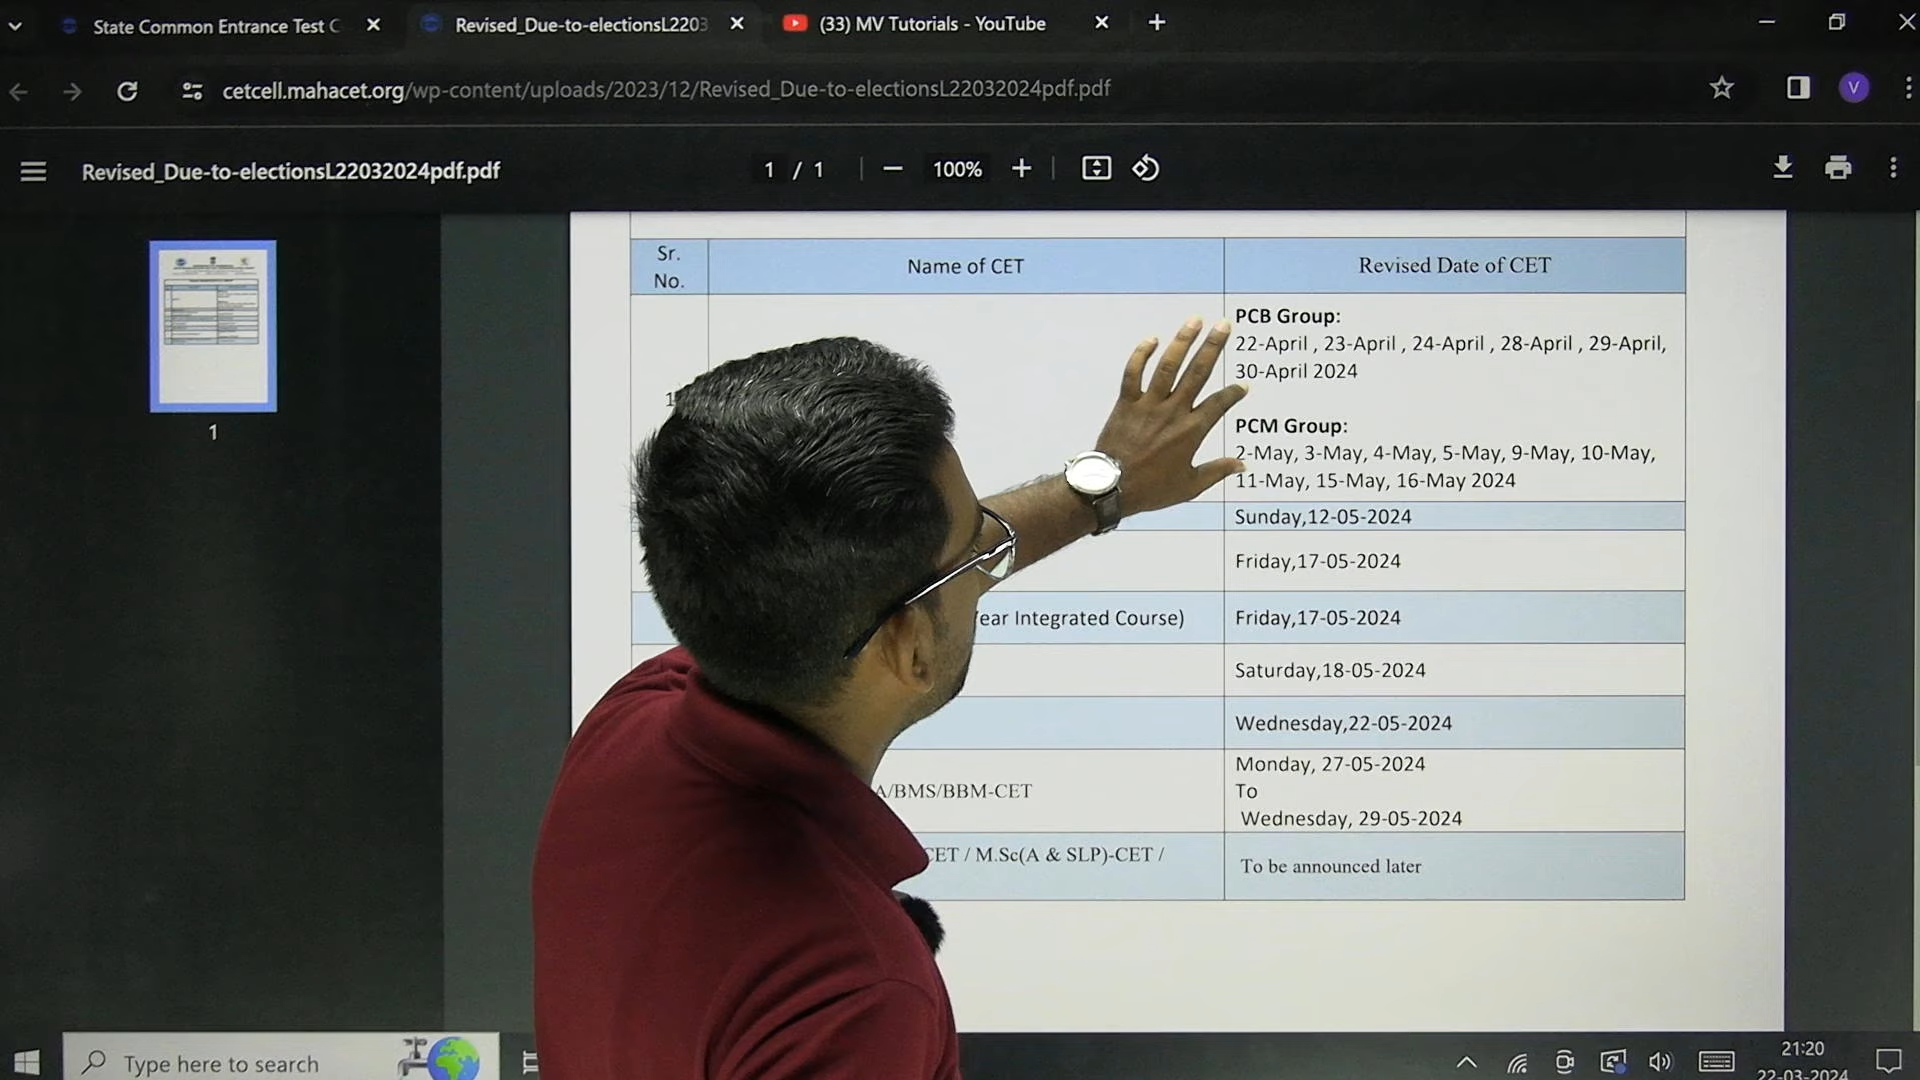 State Common Entrance Test C
Revised_Due-to-electionsL2203
(33) MV Tutorials - YouTube
cetcell.mahacet.org/wp-content/uploads/2023/12/Revised_Due-to-electionsL22032024pdf.pdf
V
Revised_Due-to-electionsL22032024pdf.pdf
1 / 1
100%
1
Sr.
No.
Name of CET
Revised Date of CET
1
PCB Group:
22-April , 23-April , 24-April , 28-April , 29-April,
30-April 2024
PCM Group:
2-May, 3-May, 4-May, 5-May, 9-May, 10-May,
11-May, 15-May, 16-May 2024
Sunday,12-05-2024
Friday,17-05-2024
ear Integrated Course)
Friday,17-05-2024
Saturday,18-05-2024
Wednesday,22-05-2024
A/BMS/BBM-CET
Monday, 27-05-2024
To
Wednesday, 29-05-2024
CET / M.Sc(A & SLP)-CET /
To be announced later
Type here to search
21:20
22-03-2024